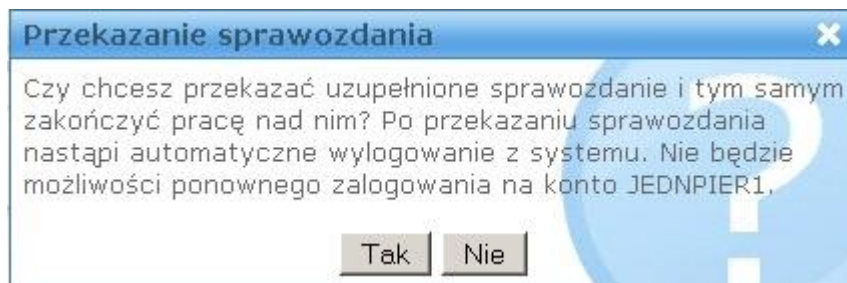 Przekazanie sprawozdania
Czy chcesz przekazać uzupełnione sprawozdanie i tym samym
zakończyć pracę nad nim? Po przekazaniu sprawozdania
nastąpi automatyczne wylogowanie z systemu. Nie będzie
możliwości ponownego zalogowania na konto JEDNPIER1.
Tak Nie